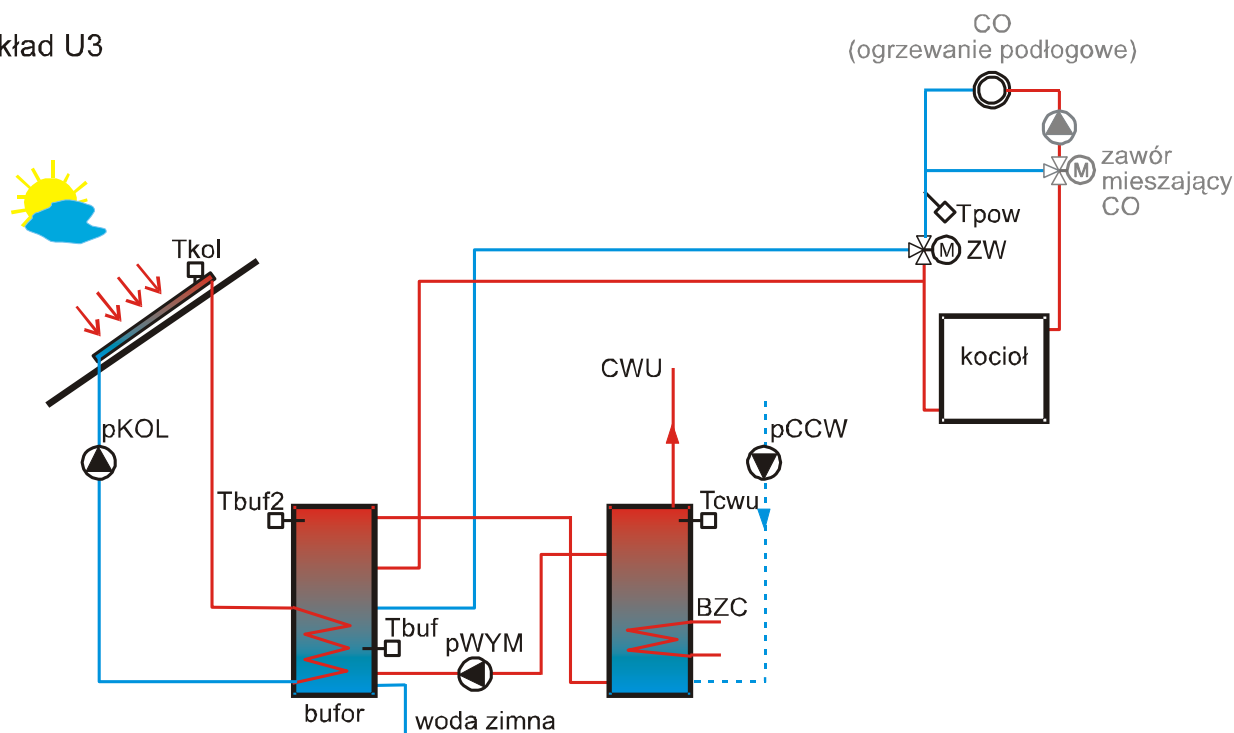 kład U3
CO
(ogrzewanie podłogowe)
M
zawór
mieszający
CO
Tpow
M
ZW
Tkol
kocioł
CWU
pKOL
pCCW
Tbuf2
Tcwu
BZC
Tbuf
pWYM
bufor
woda zimna